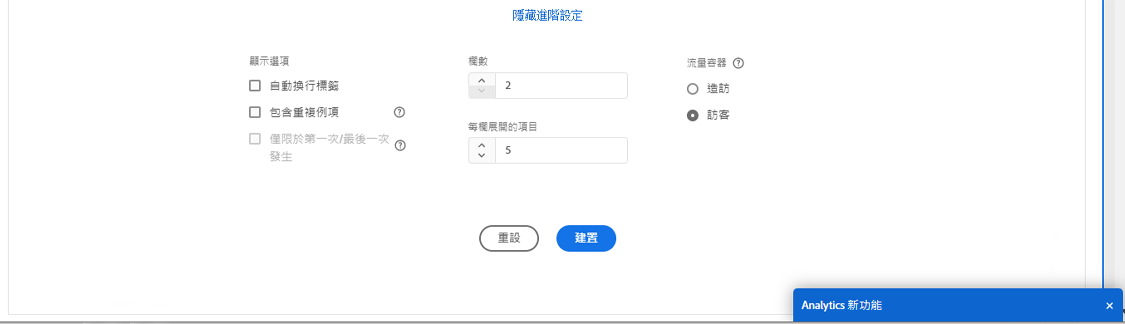 隱藏進階設定
顯示選項
自動換行標籤
包含重複例項
僅限於第一次/最後一次
發生
欄數
2
每欄展開的項目
5
流量容器
造訪
訪客
重設
建置
Analytics 新功能